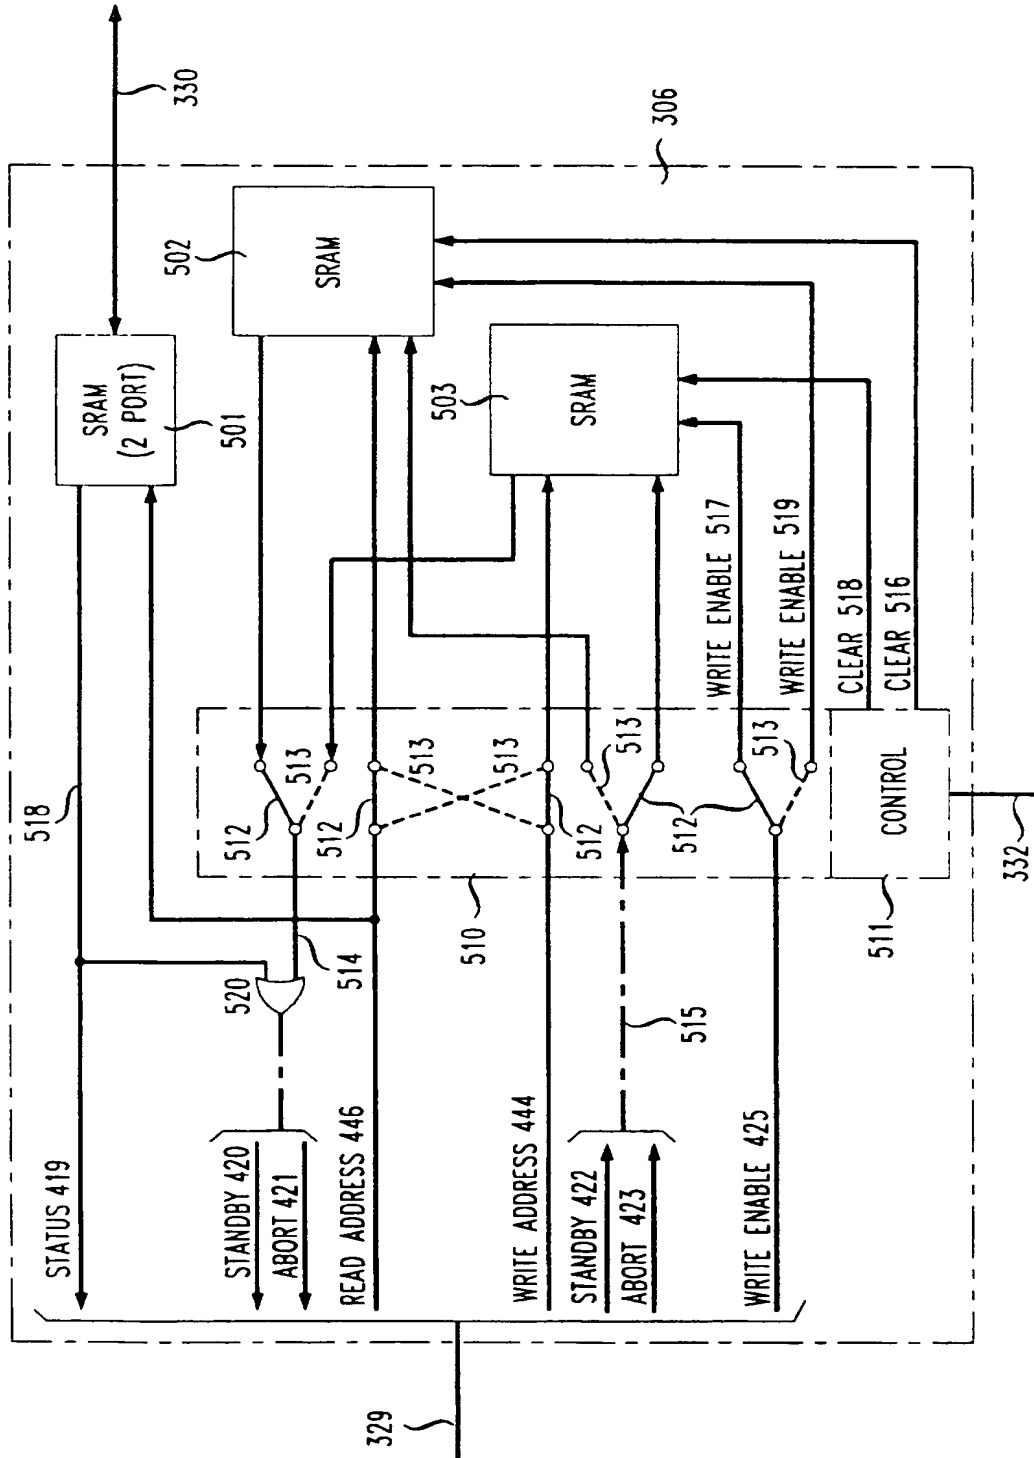 330
306
502
SRAM
SRAM
(2 PORT)
501
503
SRAM
518
WRITE ENABLE 517
WRITE ENABLE 519
CLEAR 518
CLEAR 516
512
513
512
513
513
512
513
512
513
CONTROL
332
510
511
520
514
515
STATUS 419
STANDBY 420
ABORT 421
READ ADDRESS 446
WRITE ADDRESS 444
STANDBY 422
ABORT 423
WRITE ENABLE 425
329